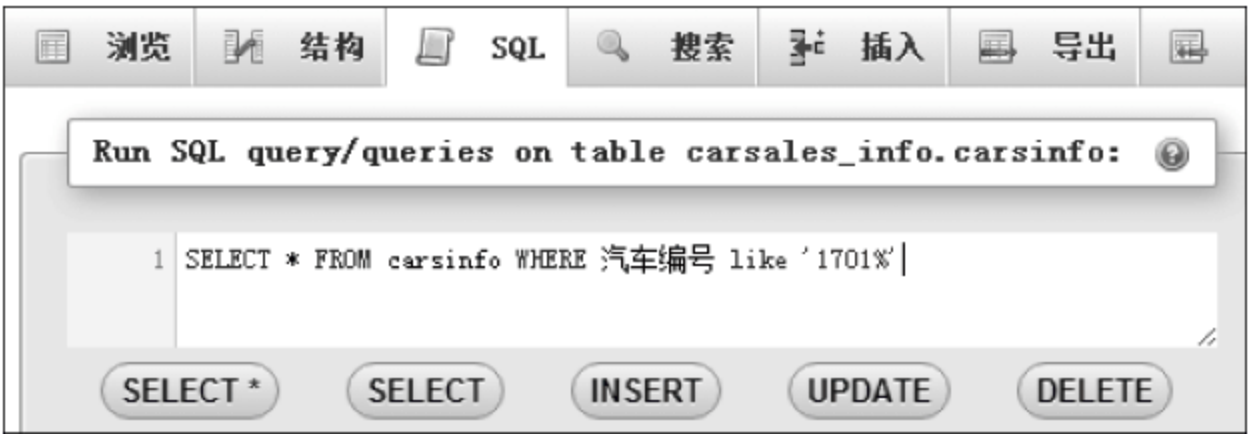 浏览 结构 SQL 搜索 插入 导出
Run SQL query/queries on table carsales_info.carsinfo:
1 SELECT * FROM carsinfo WHERE 汽车编号 like '1701%'
SELECT * SELECT INSERT UPDATE DELETE